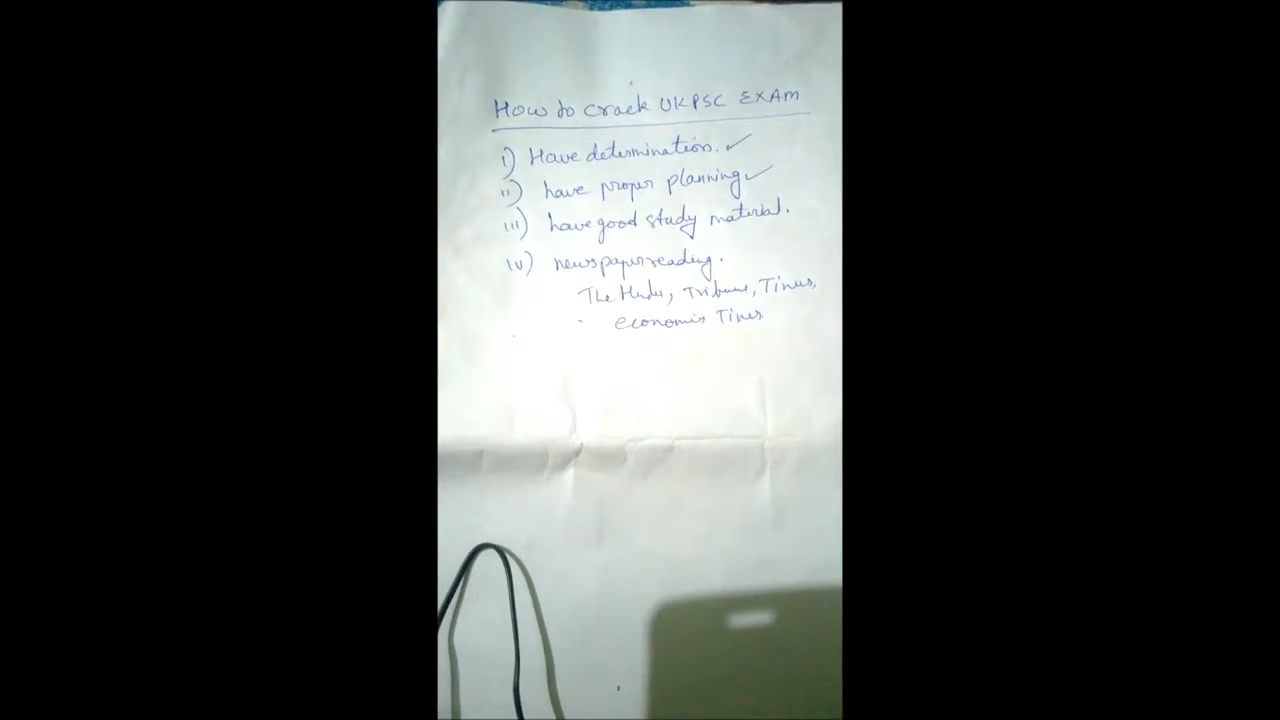 How to crack UKPSC EXAM
i) Have determination. ✓
ii) have proper planning ✓
iii) have good study material.
iv) newspaper reading.
The Hindu, Tribune, Times,
economis Times